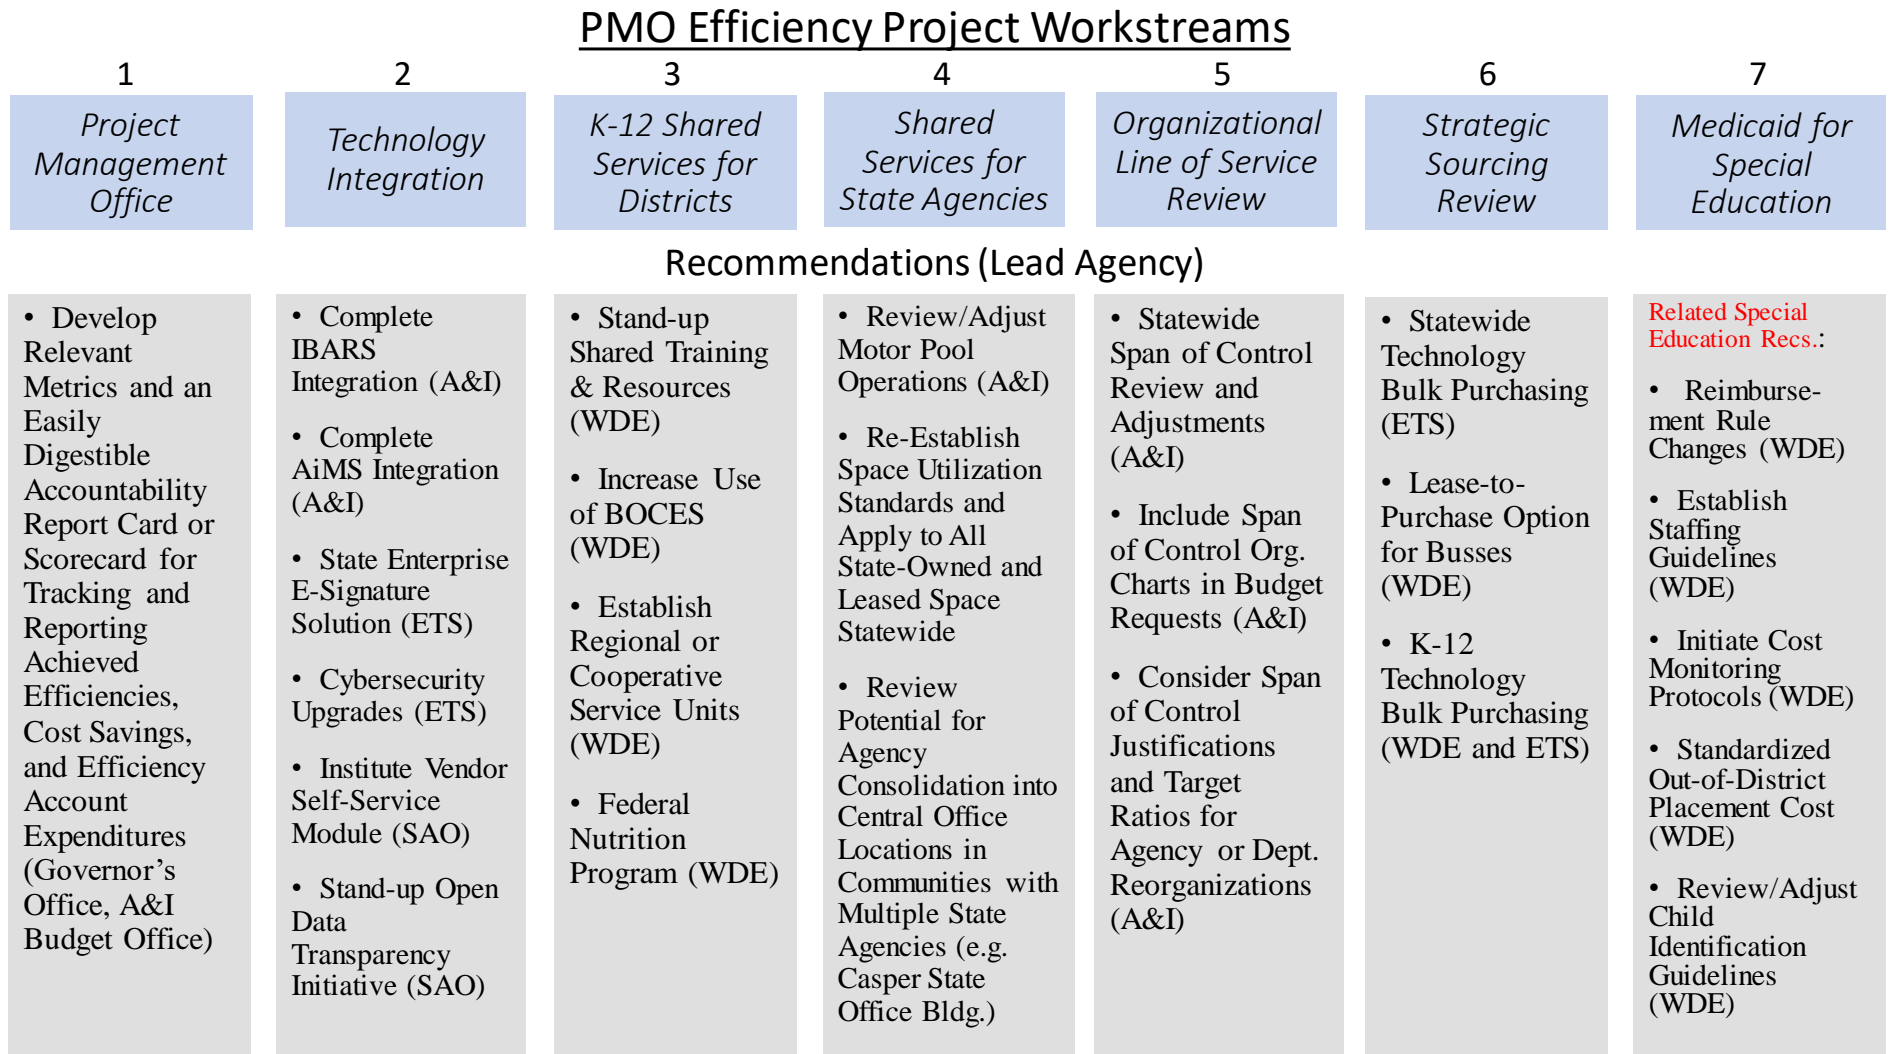 PMO Efficiency Project Workstreams
1
2
3
4
5
6
7
Project
Management
Office
Technology
Integration
K-12 Shared
Services for
Districts
Shared
Services for
State Agencies
Organizational
Line of Service
Review
Strategic
Sourcing
Review
Medicaid for
Special
Education
Recommendations (Lead Agency)
• Develop
Relevant
Metrics and an
Easily
Digestible
Accountability
Report Card or
Scorecard for
Tracking and
Reporting
Achieved
Efficiencies,
Cost Savings,
and Efficiency
Account
Expenditures
(Governor's
Office, A&I
Budget Office)
• Complete
IBARS
Integration (A&I)
• Complete
AiMS Integration
(A&I)
• State Enterprise
E-Signature
Solution (ETS)
• Cybersecurity
Upgrades (ETS)
• Institute Vendor
Self-Service
Module (SAO)
• Stand-up Open
Data
Transparency
Initiative (SAO)
• Stand-up
Shared Training
& Resources
(WDE)
• Increase Use
of BOCES
(WDE)
• Establish
Regional or
Cooperative
Service Units
(WDE)
• Federal
Nutrition
Program (WDE)
• Review/Adjust
Motor Pool
Operations (A&I)
• Re-Establish
Space Utilization
Standards and
Apply to All
State-Owned and
Leased Space
Statewide
• Review
Potential for
Agency
Consolidation into
Central Office
Locations in
Communities with
Multiple State
Agencies (e.g.
Casper State
Office Bldg.)
• Statewide
Span of Control
Review and
Adjustments
(A&I)
• Include Span
of Control Org.
Charts in Budget
Requests (A&I)
• Consider Span
of Control
Justifications
and Target
Ratios for
Agency or Dept.
Reorganizations
(A&I)
• Statewide
Technology
Bulk Purchasing
(ETS)
• Lease-to-
Purchase Option
for Busses
(WDE)
• K-12
Technology
Bulk Purchasing
(WDE and ETS)
Related Special
Education Recs.:
• Reimburse-
ment Rule
Changes (WDE)
• Establish
Staffing
Guidelines
(WDE)
• Initiate Cost
Monitoring
Protocols (WDE)
• Standardized
Out-of-District
Placement Cost
(WDE)
• Review/Adjust
Child
Identification
Guidelines
(WDE)